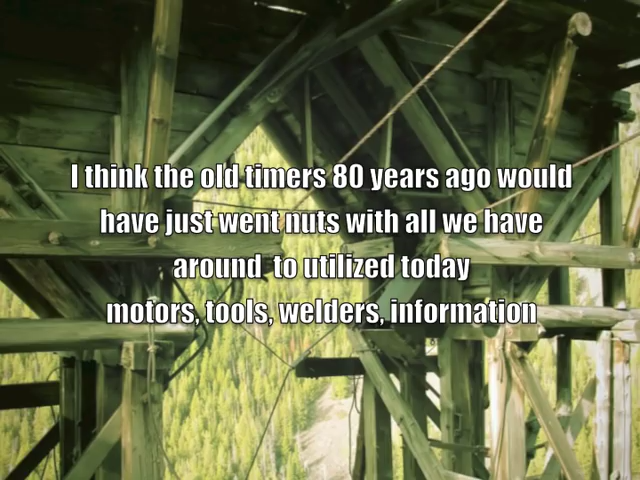 I think the old timers 80 years ago would
have just went nuts with all we have
around  to utilized today
motors, tools, welders, information